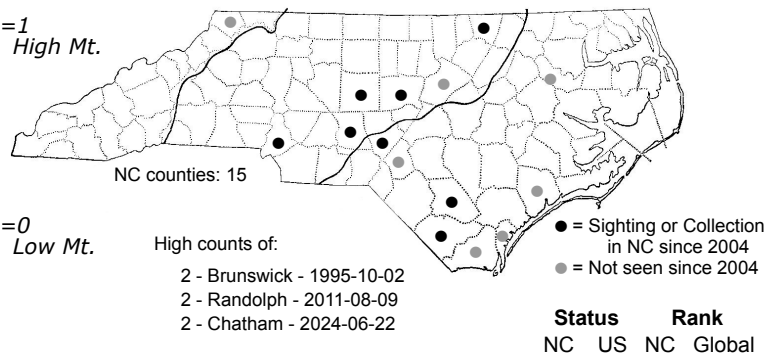 =1
High Mt.
NC counties: 15
=0
Low Mt.
High counts of:
2 - Brunswick - 1995-10-02
2 - Randolph - 2011-08-09
2 - Chatham - 2024-06-22
= Sighting or Collection
in NC since 2004
= Not seen since 2004
Status Rank
NC US NC Global